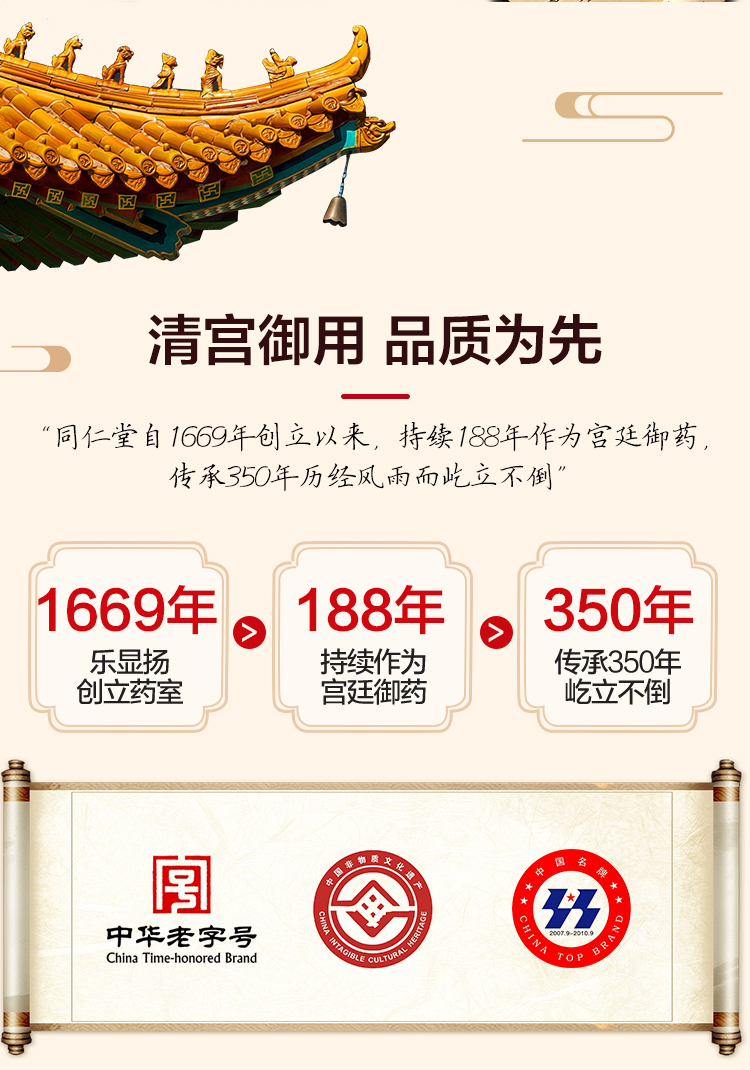 清宫御用 品质为先
“同仁堂自1669年创立以来，持续188年作为宫廷御药，
传承350年历经风雨而屹立不倒”
1669年
乐显扬
创立药室
>
188年
持续作为
宫廷御药
>
350年
传承350年
屹立不倒
中华老字号
China Time-honored Brand
中国非物质文化遗产
CHINA INTAGIBLE CULTURAL HERITAGE
中国名牌
2007.9-2010.9
CHINA TOP BRAND